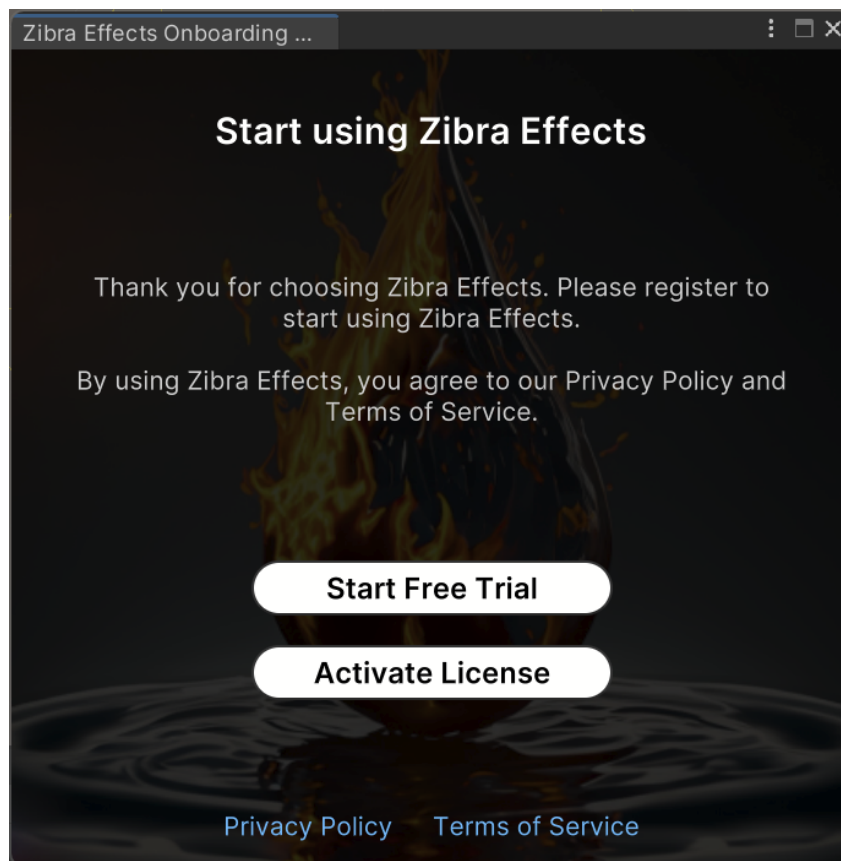 Zibra Effects Onboarding ...
Start using Zibra Effects
Thank you for choosing Zibra Effects. Please register to
start using Zibra Effects.
By using Zibra Effects, you agree to our Privacy Policy and
Terms of Service.
Start Free Trial
Activate License
Privacy Policy Terms of Service